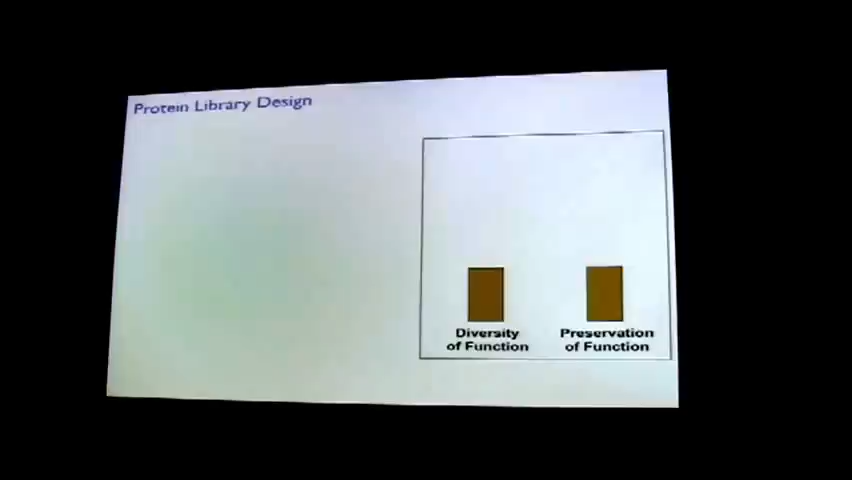 Protein Library Design
Diversity
of Function
Preservation
of Function